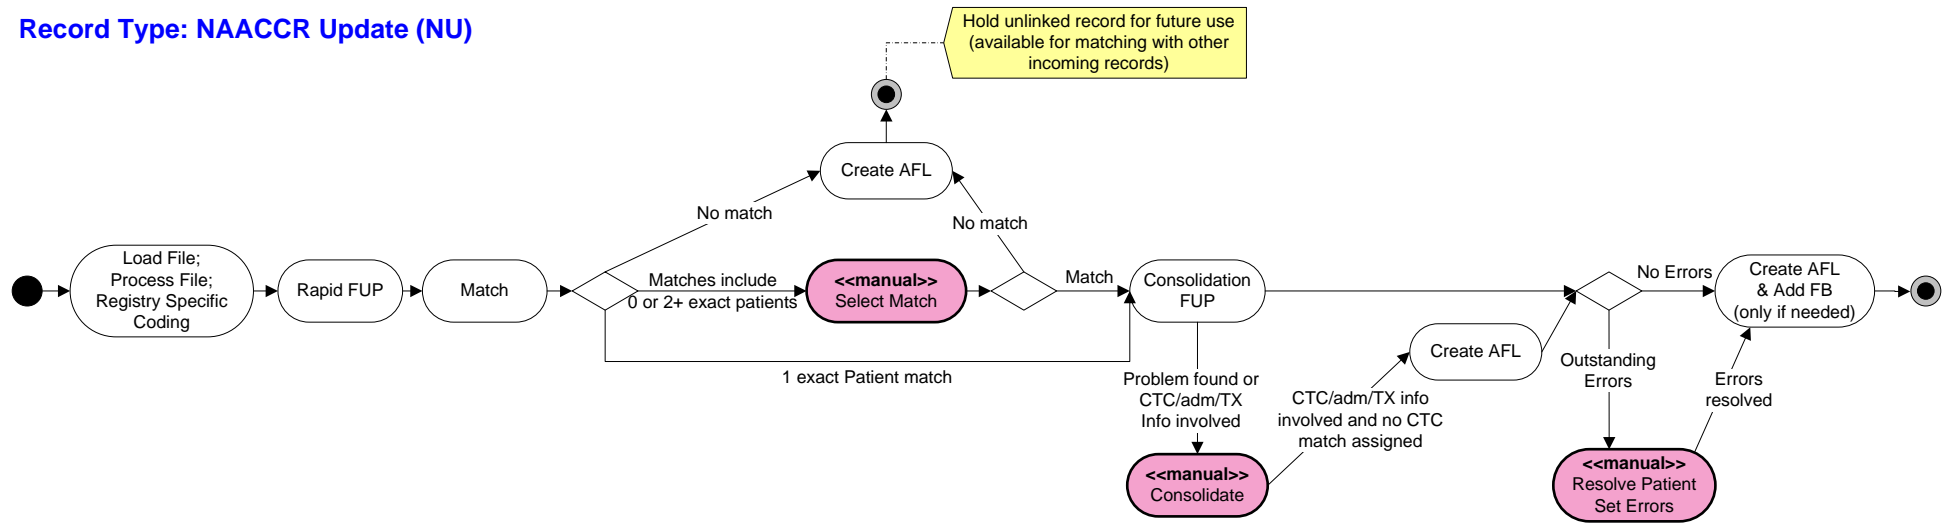 Record Type: NAACCR Update (NU)
Hold unlinked record for future use
(available for matching with other
incoming records)
Create AFL
No match
No match
Load File;
Process File;
Registry Specific
Coding
Rapid FUP
Match
Matches include
0 or 2+ exact patients
<<manual>>
Select Match
Match
Consolidation
FUP
No Errors
Create AFL
& Add FB
(only if needed)
1 exact Patient match
Create AFL
Problem found or
CTC/adm/TX
Info involved
CTC/adm/TX info
involved and no CTC
match assigned
Outstanding
Errors
Errors
resolved
<<manual>>
Consolidate
<<manual>>
Resolve Patient
Set Errors